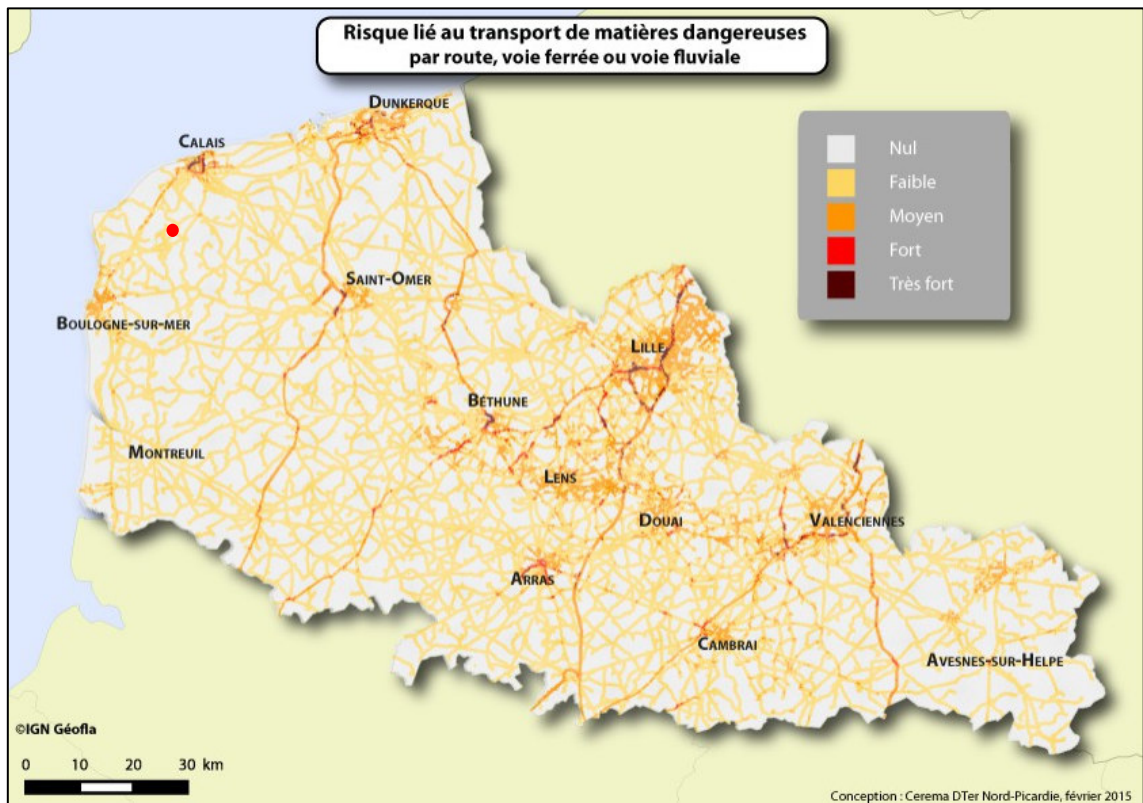 Risque lié au transport de matières dangereuses
par route, voie ferrée ou voie fluviale
DUNKERQUE
CALAIS
Nul
Faible
Moyen
Fort
Très fort
SAINT-OMER
BOULOGNE-SUR-MER
LILLE
BÉTHUNE
MONTREUIL
LENS
DOUAI
VALENCIENNES
ARRAS
CAMBRAI
AVESNES-SUR-HELPE
©IGN Géofla
0 10 20 30 km
Conception : Cerema DTer Nord-Picardie, février 2015